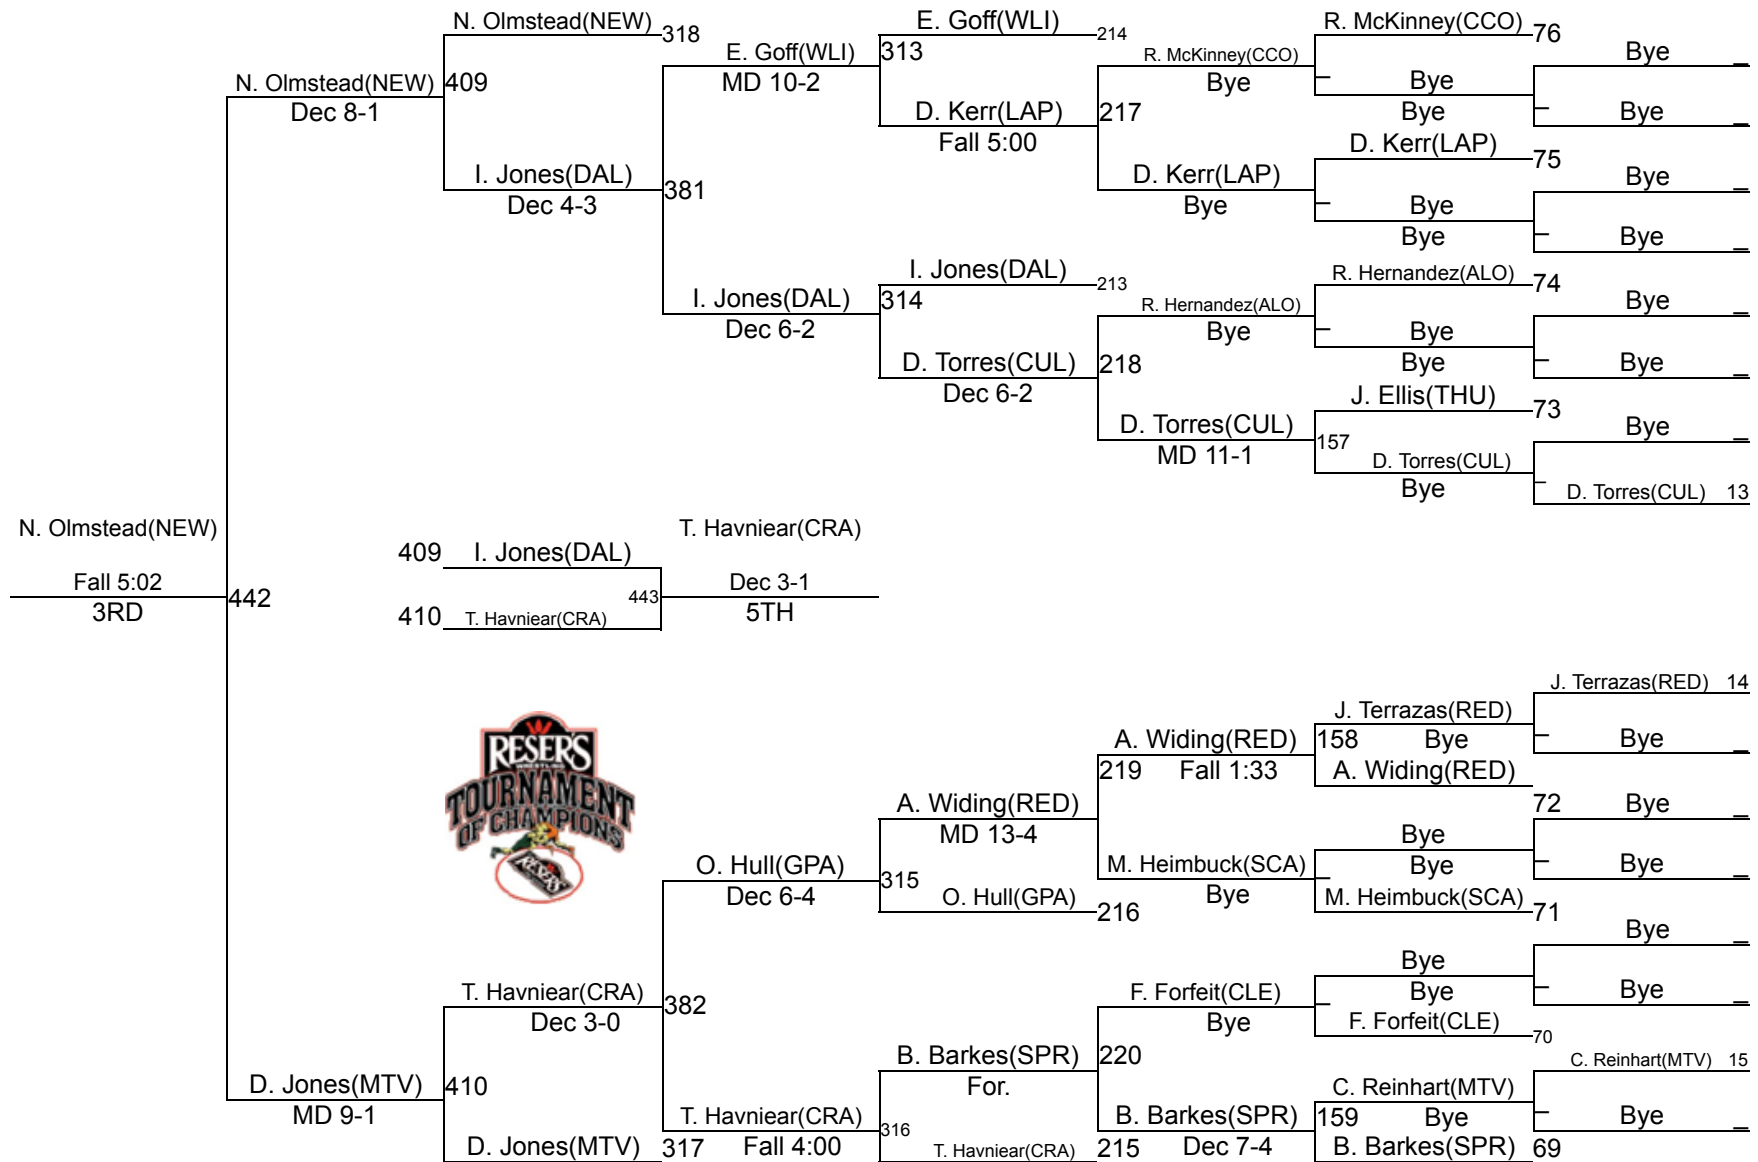 N. Olmstead(NEW) 318
E. Goff(WLI) 214
R. McKinney(CCO) 76
E. Goff(WLI) 313
MD 10-2
R. McKinney(CCO)
Bye
Bye _
N. Olmstead(NEW) 409
Dec 8-1
_ Bye
Bye
D. Kerr(LAP) 217
Fall 5:00
_ Bye _
D. Kerr(LAP) 75
I. Jones(DAL) 381
Dec 4-3
D. Kerr(LAP)
Bye
Bye _
_ Bye
Bye
_ Bye _
I. Jones(DAL) 213
R. Hernandez(ALO) 74
I. Jones(DAL) 314
Dec 6-2
R. Hernandez(ALO)
Bye
Bye _
_ Bye
Bye
D. Torres(CUL) 218
Dec 6-2
_ Bye _
J. Ellis(THU) 73
D. Torres(CUL) 157
MD 11-1
Bye _
D. Torres(CUL)
Bye
_ D. Torres(CUL) 13
N. Olmstead(NEW)
Fall 5:02
3RD
442
409 I. Jones(DAL)
410 T. Havniear(CRA)
443
T. Havniear(CRA)
Dec 3-1
5TH
J. Terrazas(RED) 14
J. Terrazas(RED)
158 Bye
_ Bye _
A. Widing(RED)
219 Fall 1:33
A. Widing(RED) 72
RESER'S
WRESTLING
TOURNAMENT
OF CHAMPIONS
RESER'S
A. Widing(RED)
MD 13-4
Bye _
Bye
Bye
_ Bye _
O. Hull(GPA) 315
Dec 6-4
M. Heimbuck(SCA) _
Bye
O. Hull(GPA) 216
M. Heimbuck(SCA) 71
Bye _
Bye
Bye
_ Bye _
T. Havniear(CRA) 382
Dec 3-0
F. Forfeit(CLE) _
Bye
F. Forfeit(CLE) 70
B. Barkes(SPR) 220
For.
C. Reinhart(MTV) 15
D. Jones(MTV) 410
MD 9-1
C. Reinhart(MTV)
159 Bye
_ Bye _
T. Havniear(CRA) 316
Fall 4:00
B. Barkes(SPR)
Dec 7-4
D. Jones(MTV) 317
T. Havniear(CRA) 215
B. Barkes(SPR) 69